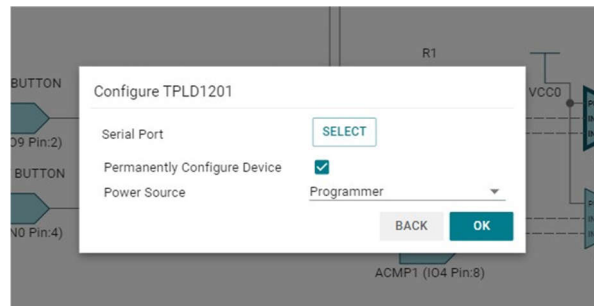 R1
BUTTON
VCC0
Configure TPLD1201
Serial Port
SELECT
O9 Pin:2)
Permanently Configure Device
BUTTON
Power Source
Programmer
BACK
OK
N0 Pin:4)
ACMP1 (IO4 Pin:8)